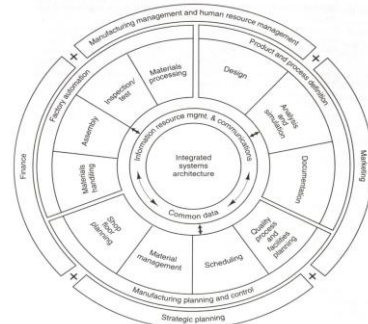 Manufacturing management and human resource management
Product and process definition
Factory automation
Inspection/
test
Materials
processing
Design
Analysis
and
simulation
Documentation
Assembly
Materials
handling
Information resource mgmt. & communications
Integrated
systems
architecture
Common data
Finance
Marketing
Shop
floor
planning
Material
management
Scheduling
Quality
process
and
facilities
planning
Manufacturing planning and control
Strategic planning